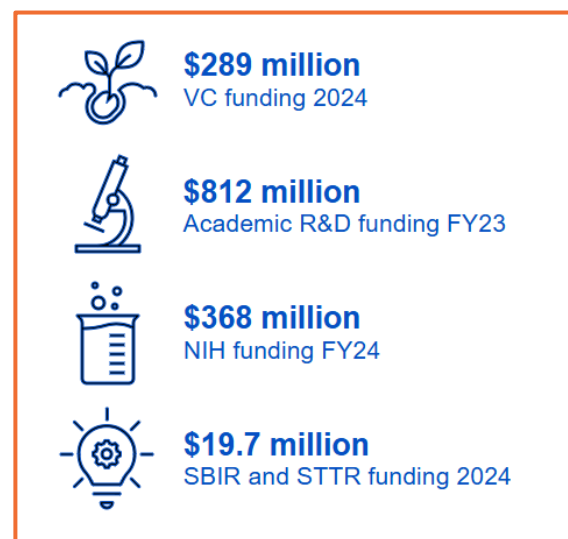 $289 million
VC funding 2024
$812 million
Academic R&D funding FY23
$368 million
NIH funding FY24
$19.7 million
SBIR and STTR funding 2024